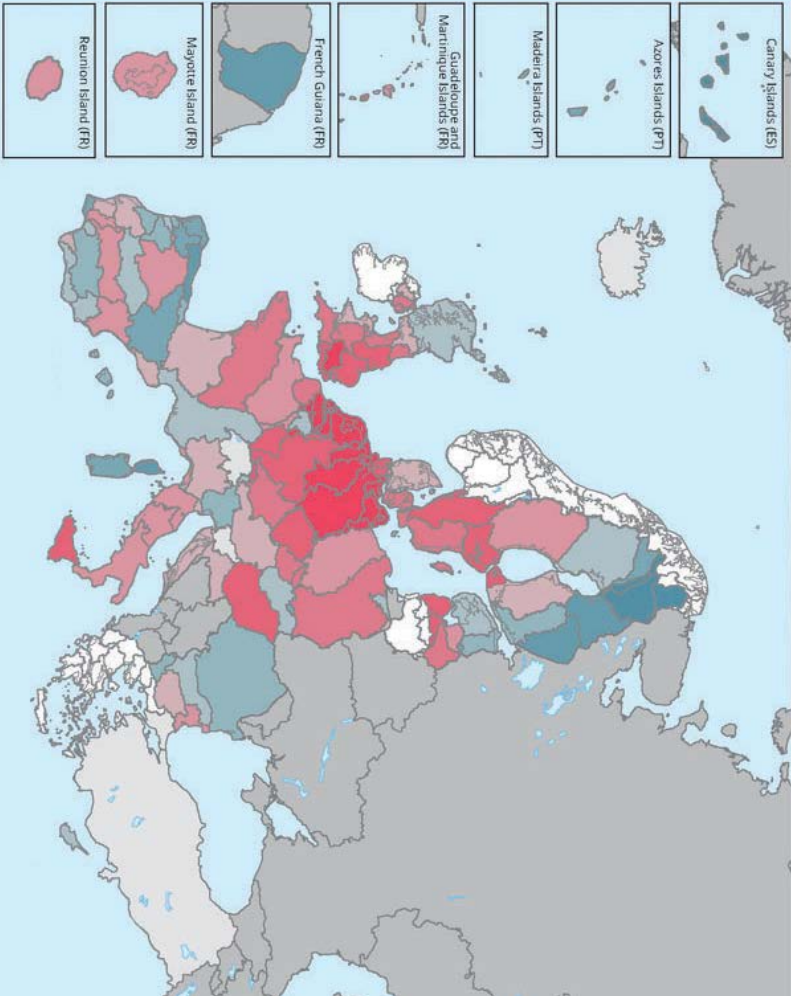 Canary Islands (ES)
Azores Islands (PT)
Madeira Islands (PT)
Guadeloupe and
Martinique Islands (FR)
French Guiana (FR)
Mayotte Island (FR)
Reunion Island (FR)